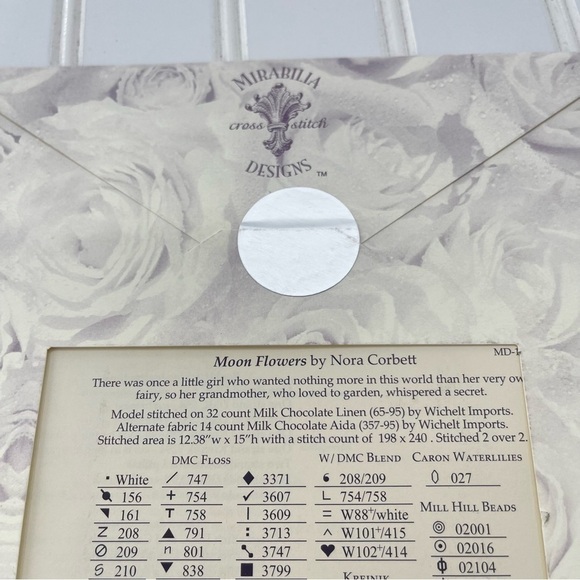 MIRABILIA
cross stitch
DESIGNS ™
Moon Flowers by Nora Corbett
There was once a little girl who wanted nothing more in this world than her very
fairy, so her grandmother, who loved to garden, whispered a secret.
Model stitched on 32 count Milk Chocolate Linen (65-95) by Wichelt Imports.
Alternate fabric 14 count Milk Chocolate Aida (357-95) by Wichelt Imports.
Stitched area is 12.38”w x 15”h with a stitch count of 198 x 240 . Stitched 2 over 2.
DMC FLOSS W/ DMC BLEND CARON WATERLILIES
White 747 3371 208/209 027
156 + 754 3607 L 754/758
161 T 758 | 3609 = W88+/white MILL HILL BEADS
Z 208 ▲ 791 : 3713 ^ W101+/415 02001
209 n 801 3747 ♥ W102+/414 02016
S 210 ▼ 838 ■ 3799 KREINIK 02104